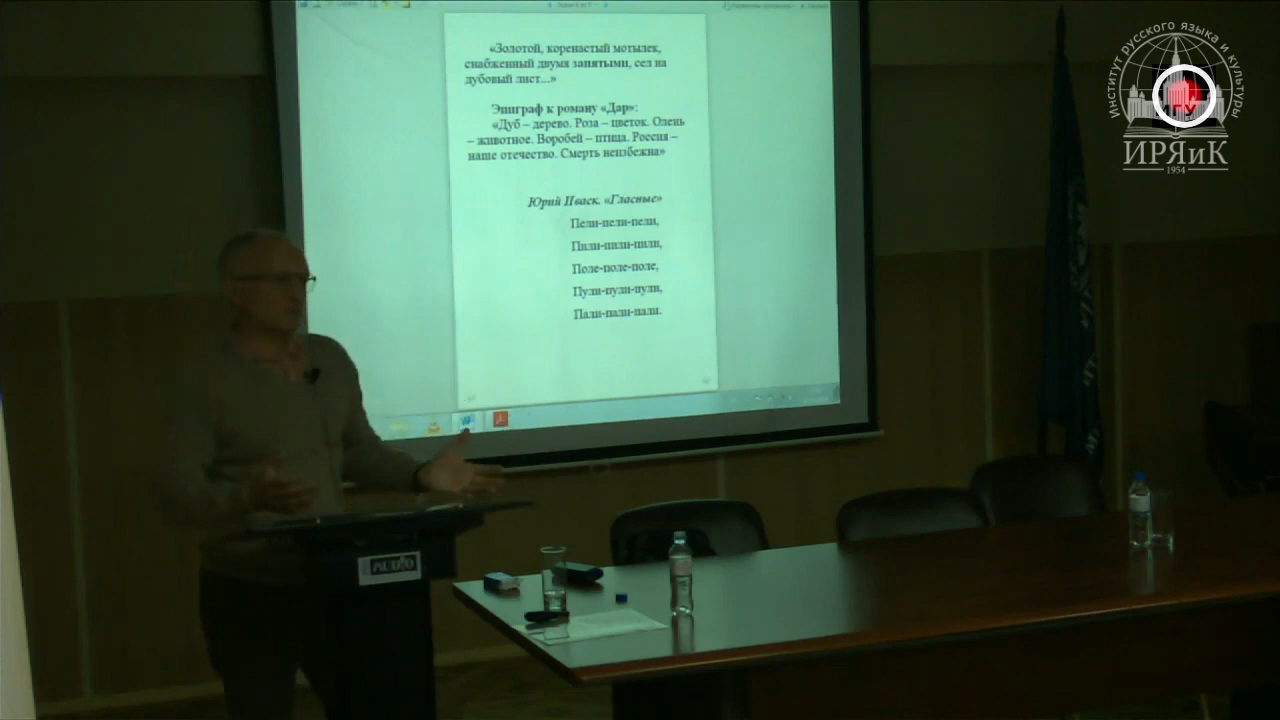 «Золотой, коренастый мотылек,
снабженный двумя запятыми, сел на
дубовый лист...»
Эпиграф к роману «Дар»:
«Дуб – дерево. Роза – цветок. Олень
– животное. Воробей – птица. Россия –
наше отечество. Смерть неизбежна»
Юрий Иваск. «Гласные»
Пели-пели-пели,
Пили-пили-пили,
Поле-поле-поле,
Пули-пули-пули,
Пали-пали-пали.
Институт русского языка и культуры
МГУ
ИРЯиК
1954
AUDIO